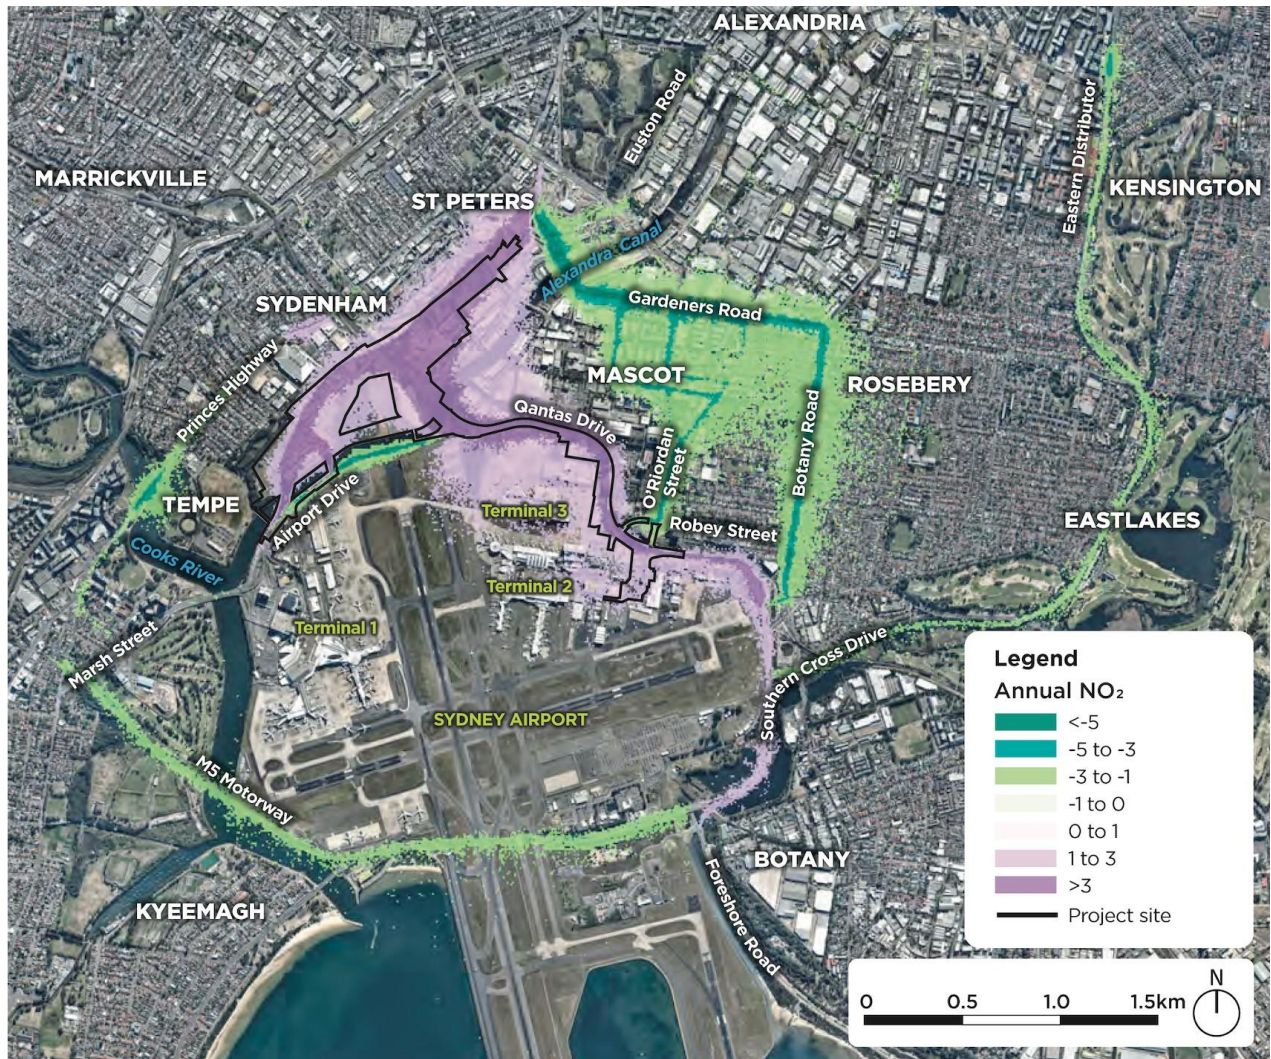 ALEXANDRIA
Euston Road
Eastern Distributor
MARRICKVILLE
KENSINGTON
ST PETERS
Alexandra Canal
SYDENHAM
Gardeners Road
Princes Highway
MASCOT
ROSEBERY
Qantas Drive
Botany Road
O'Riordan
Street
TEMPE
Airport Drive
Terminal 3
Robey Street
EASTLAKES
Cooks River
Terminal 2
Terminal 1
Marsh Street
Southern Cross Drive
SYDNEY AIRPORT
M5 Motorway
BOTANY
Foreshore Road
KYEEMAGH
Legend
Annual NO₂
<-5
-5 to -3
-3 to -1
-1 to 0
0 to 1
1 to 3
>3
Project site
N
0 0.5 1.0 1.5km